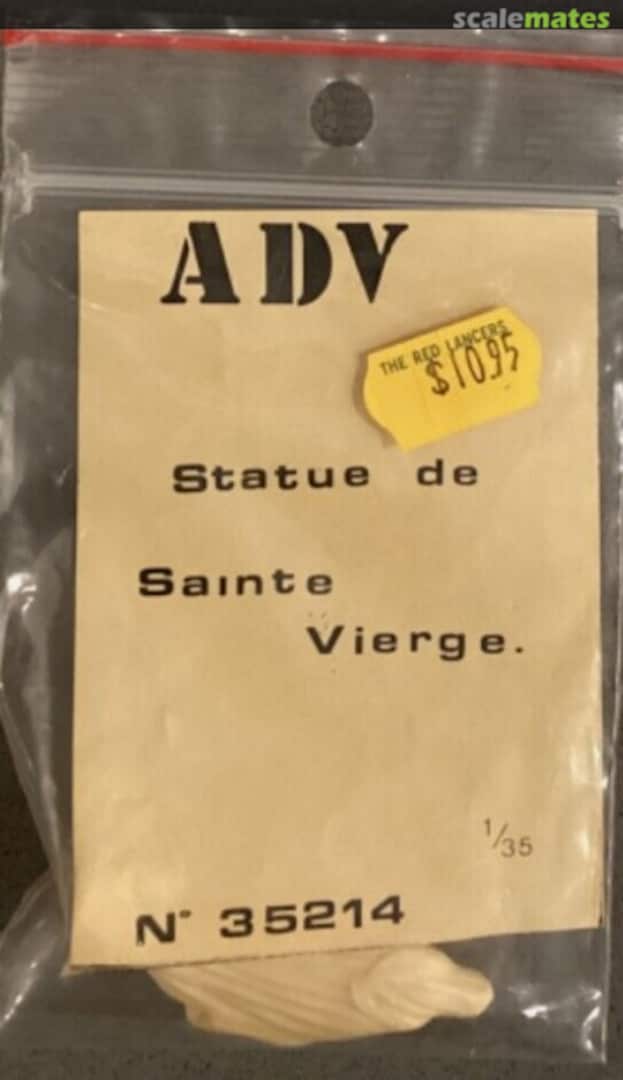 scalemates
ADV
THE RED LANCERS
$10.95
Statue de
Sainte
Vierge.
1/35
N° 35214